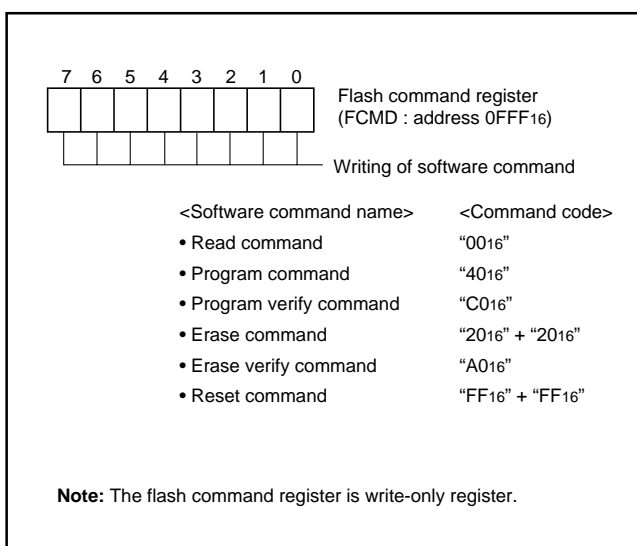 7 6 5 4 3 2 1 0
Flash command register
(FCMD : address 0FFF16)
Writing of software command
<Software command name> <Command code>
• Read command “0016”
• Program command “4016”
• Program verify command “C016”
• Erase command “2016” + “2016”
• Erase verify command “A016”
• Reset command “FF16” + “FF16”
Note: The flash command register is write-only register.